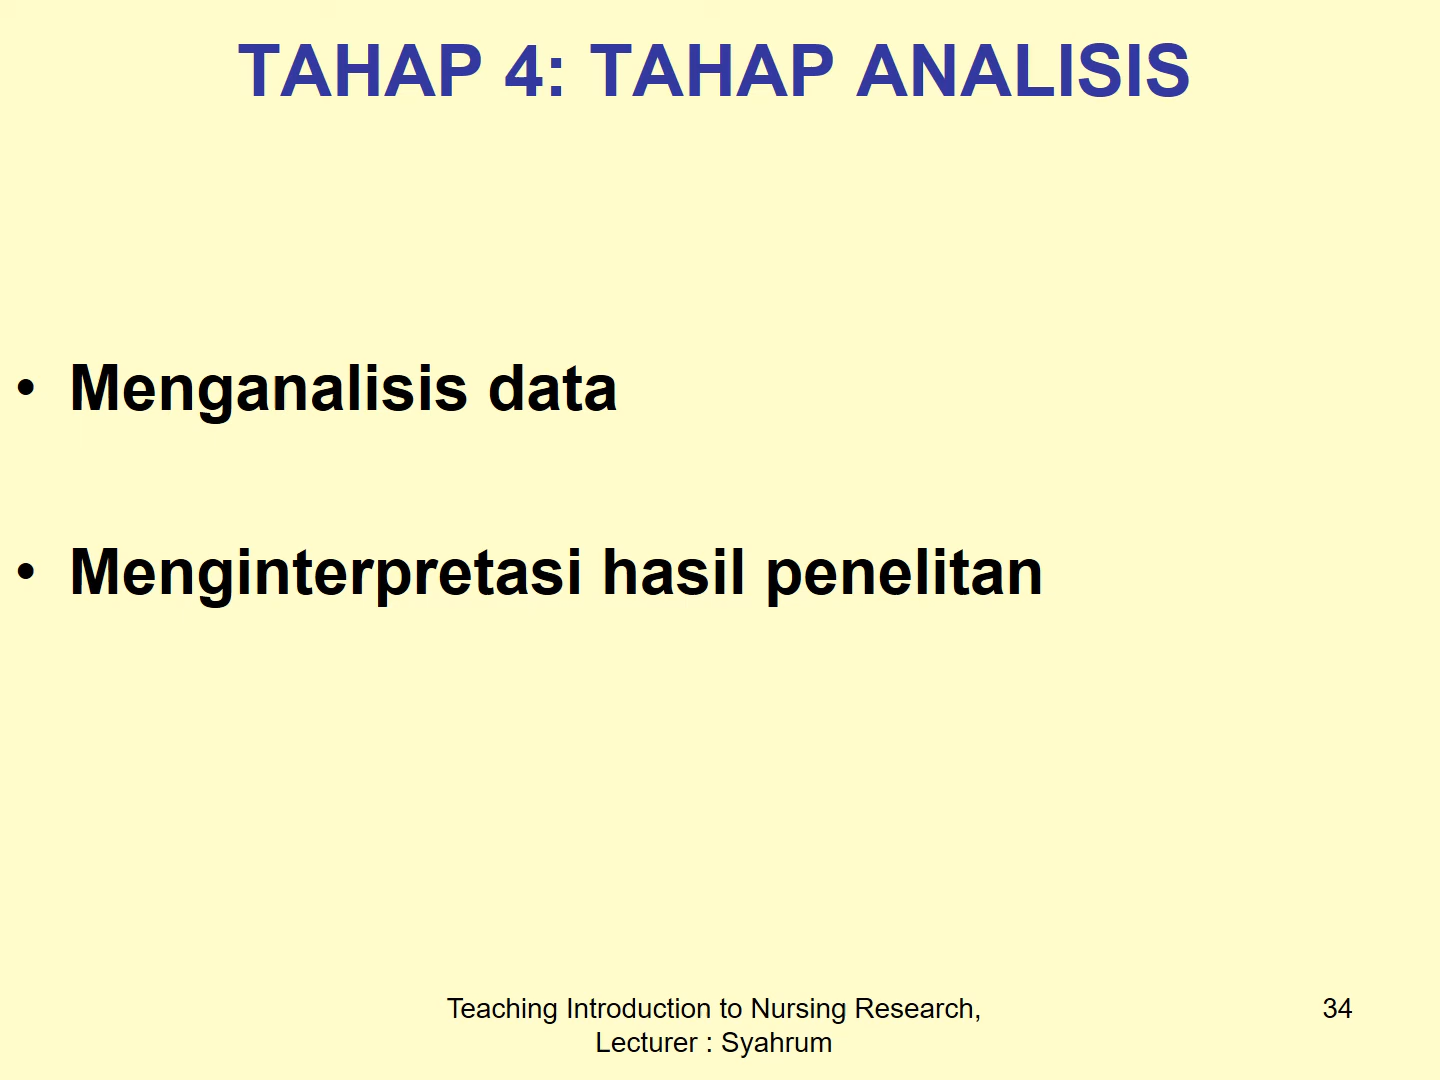 TAHAP 4: TAHAP ANALISIS
• Menganalisis data
• Menginterpretasi hasil penelitan
Teaching Introduction to Nursing Research,
Lecturer : Syahrum
34